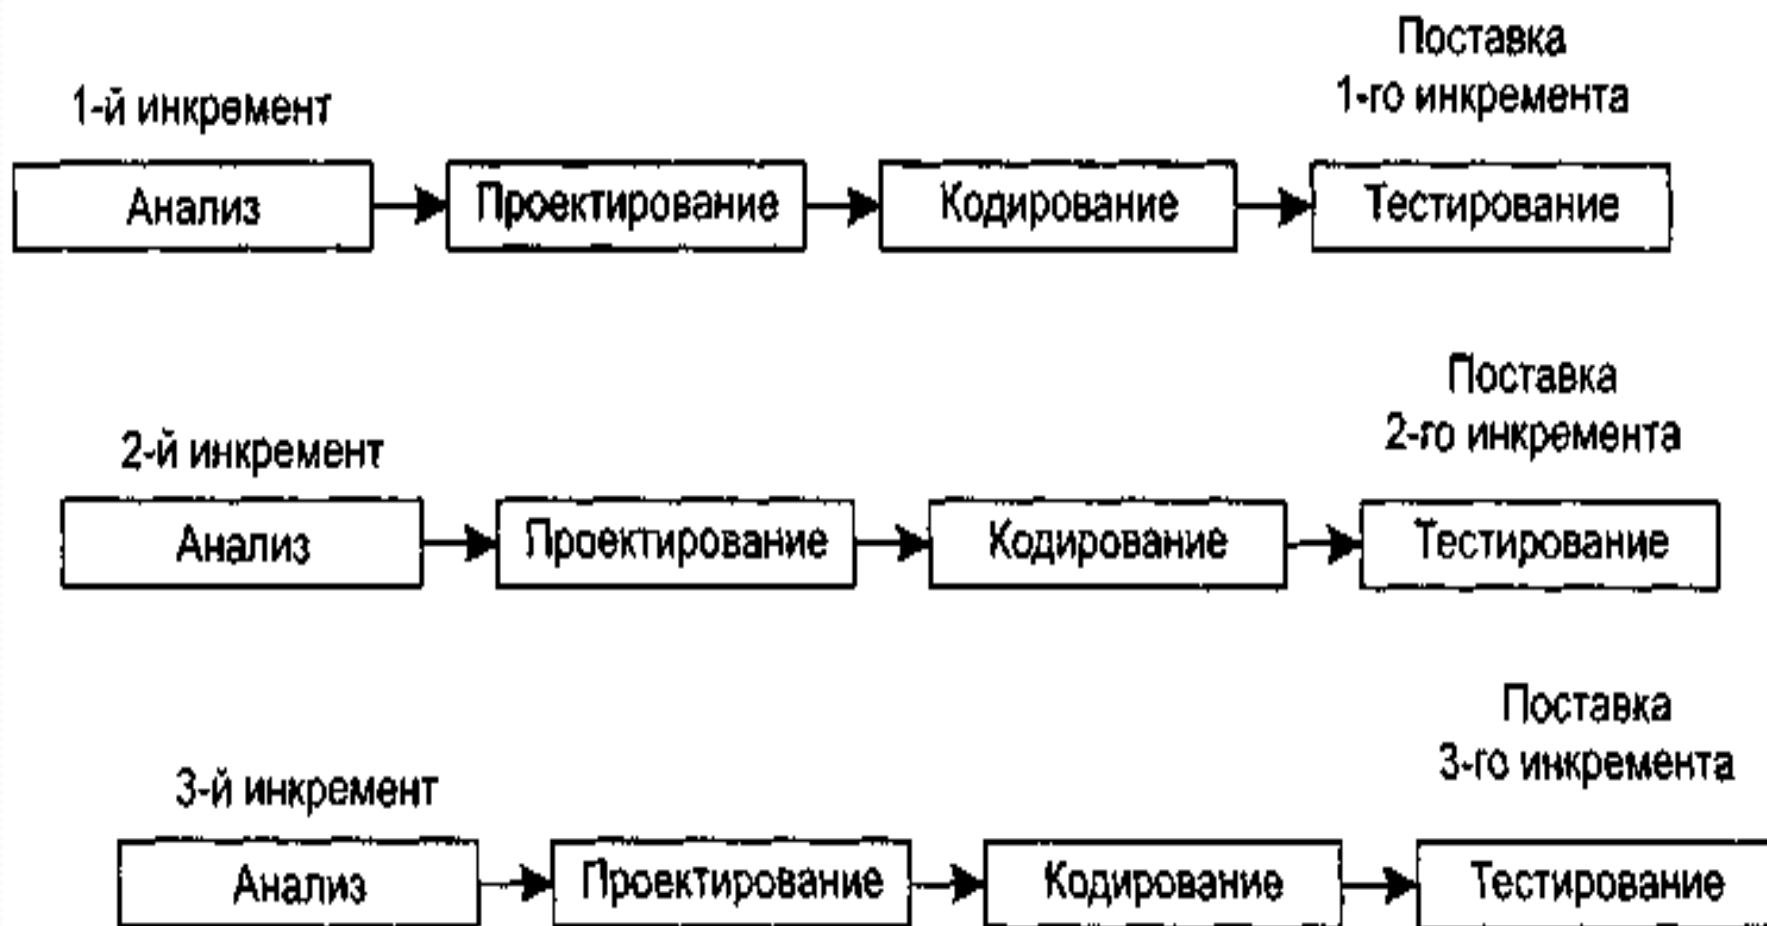 Поставка
1-го инкремента
1-й инкремент
Анализ
Проектирование
Кодирование
Тестирование
Поставка
2-го инкремента
2-й инкремент
Анализ
Проектирование
Кодирование
Тестирование
Поставка
3-го инкремента
3-й инкремент
Анализ
Проектирование
Кодирование
Тестирование